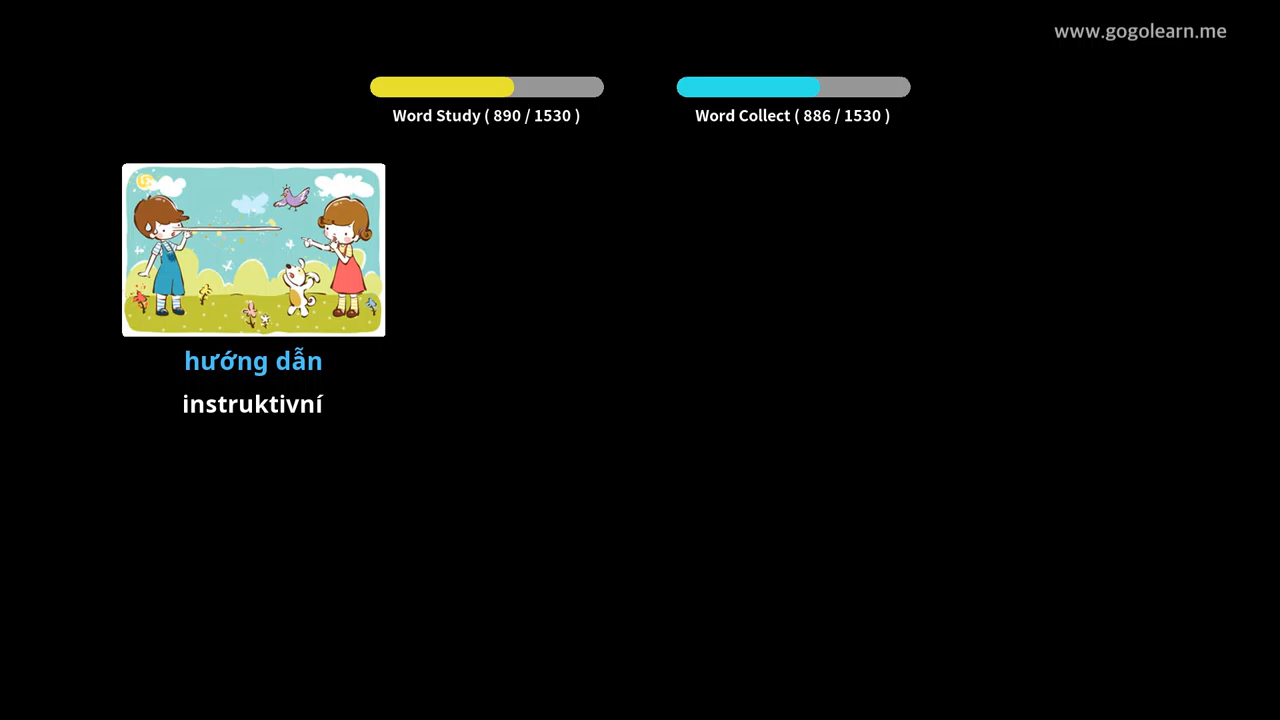 www.gogolearn.me
Word Study ( 890 / 1530 )
Word Collect ( 886 / 1530 )
hướng dẫn
instruktivní